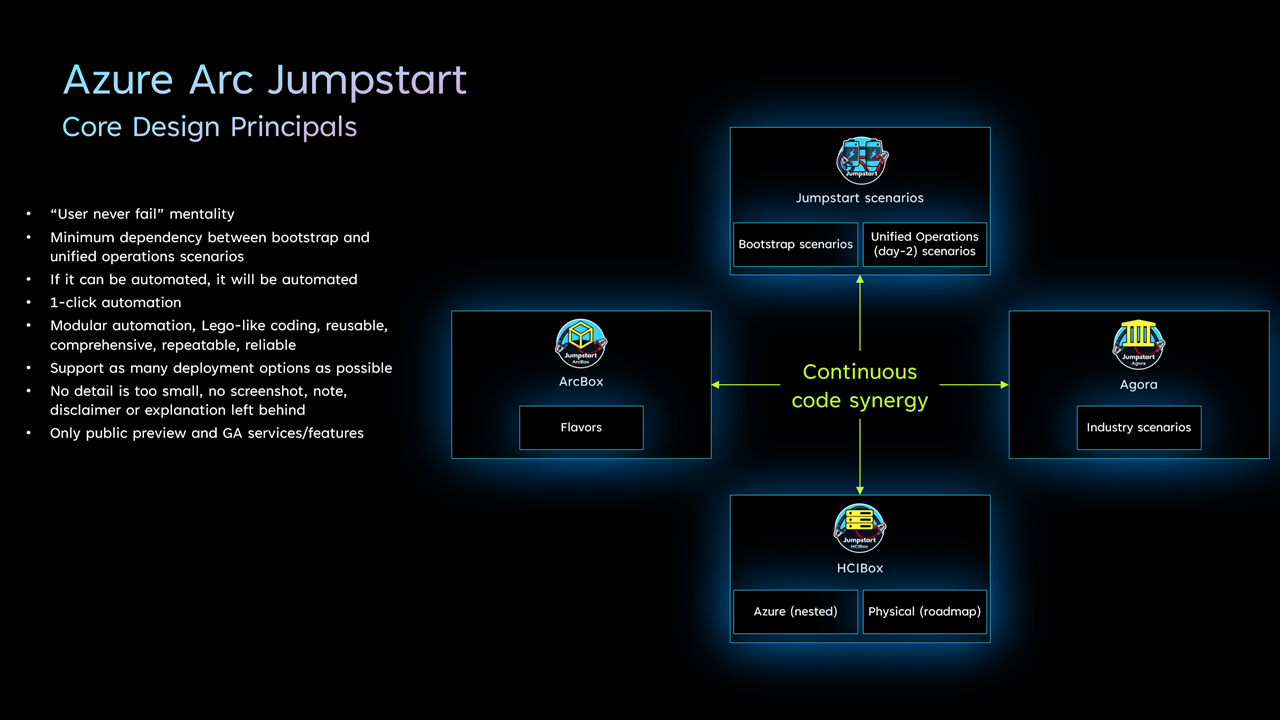 Azure Arc Jumpstart
Core Design Principals
• “User never fail” mentality
• Minimum dependency between bootstrap and
unified operations scenarios
• If it can be automated, it will be automated
• 1-click automation
• Modular automation, Lego-like coding, reusable,
comprehensive, repeatable, reliable
• Support as many deployment options as possible
• No detail is too small, no screenshot, note,
disclaimer or explanation left behind
• Only public preview and GA services/features
Jumpstart
Jumpstart scenarios
Bootstrap scenarios
Unified Operations
(day-2) scenarios
Jumpstart
ArcBox
ArcBox
Flavors
Continuous
code synergy
Jumpstart
Agora
Agora
Industry scenarios
Jumpstart
HCIBox
HCIBox
Azure (nested)
Physical (roadmap)